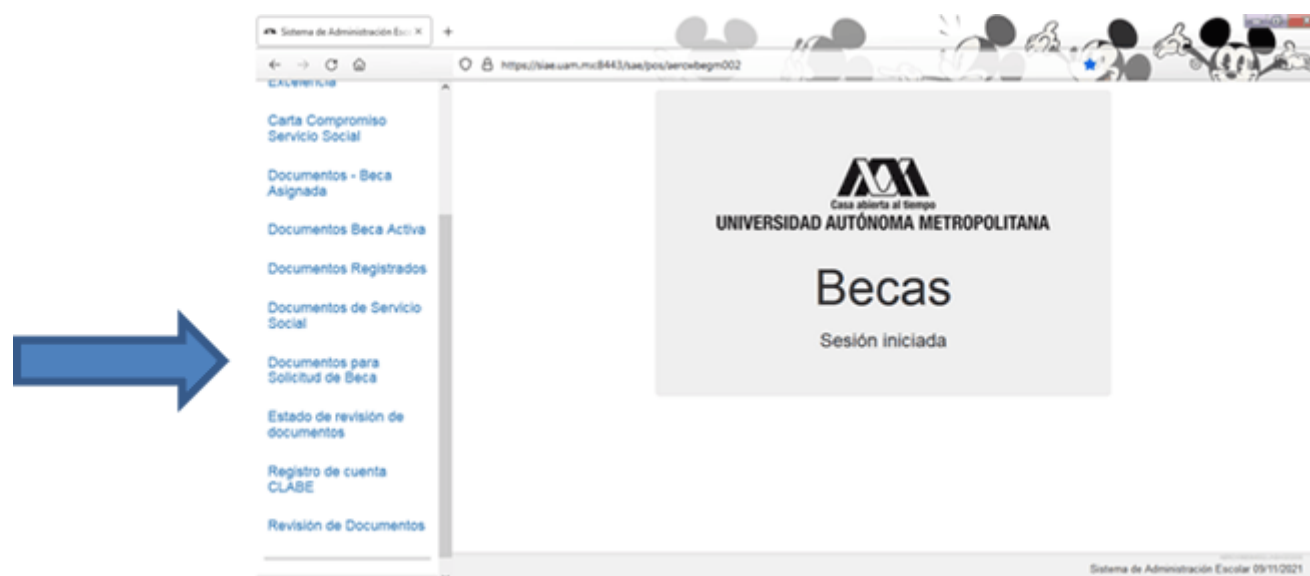 Sistema de Administración Esc
https://siae.uam.mx:8443/sae/pos/aercwbegm002
Excelencia
Carta Compromiso
Servicio Social
Documentos - Beca
Asignada
Documentos Beca Activa
Documentos Registrados
Documentos de Servicio
Social
Documentos para
Solicitud de Beca
Estado de revisión de
documentos
Registro de cuenta
CLABE
Revisión de Documentos
Casa abierta al tiempo
UNIVERSIDAD AUTÓNOMA METROPOLITANA
Becas
Sesión iniciada
Sistema de Administración Escolar 09/11/2021